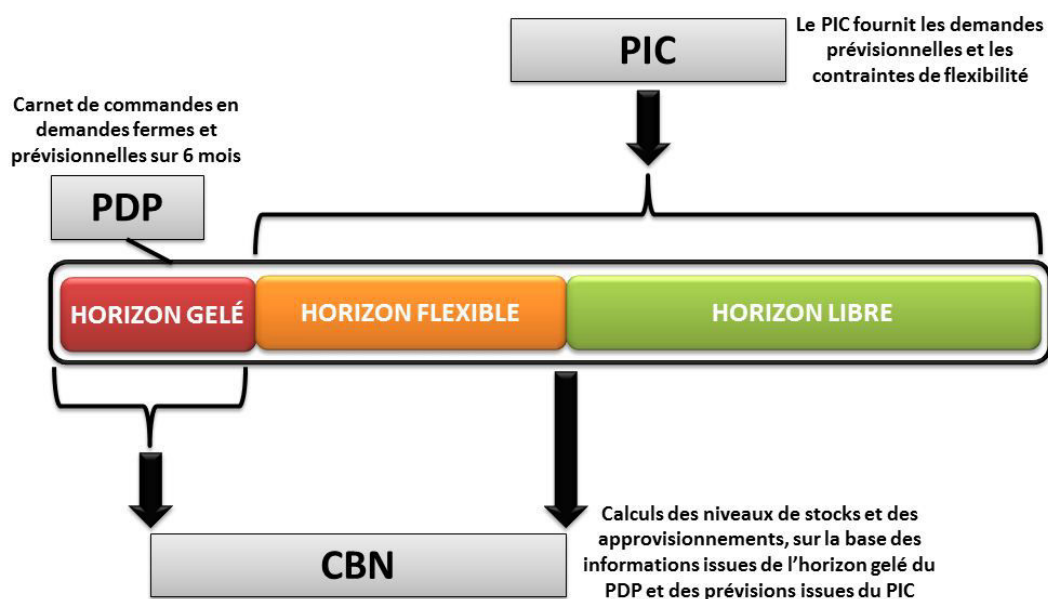 PIC
Le PIC fournit les demandes
prévisionnelles et les
contraintes de flexibilité
Carnet de commandes en
demandes fermes et
prévisionnelles sur 6 mois
PDP
HORIZON GELÉ
HORIZON FLEXIBLE
HORIZON LIBRE
CBN
Calculs des niveaux de stocks et des
approvisionnements, sur la base des
informations issues de l'horizon gelé du
PDP et des prévisions issues du PIC